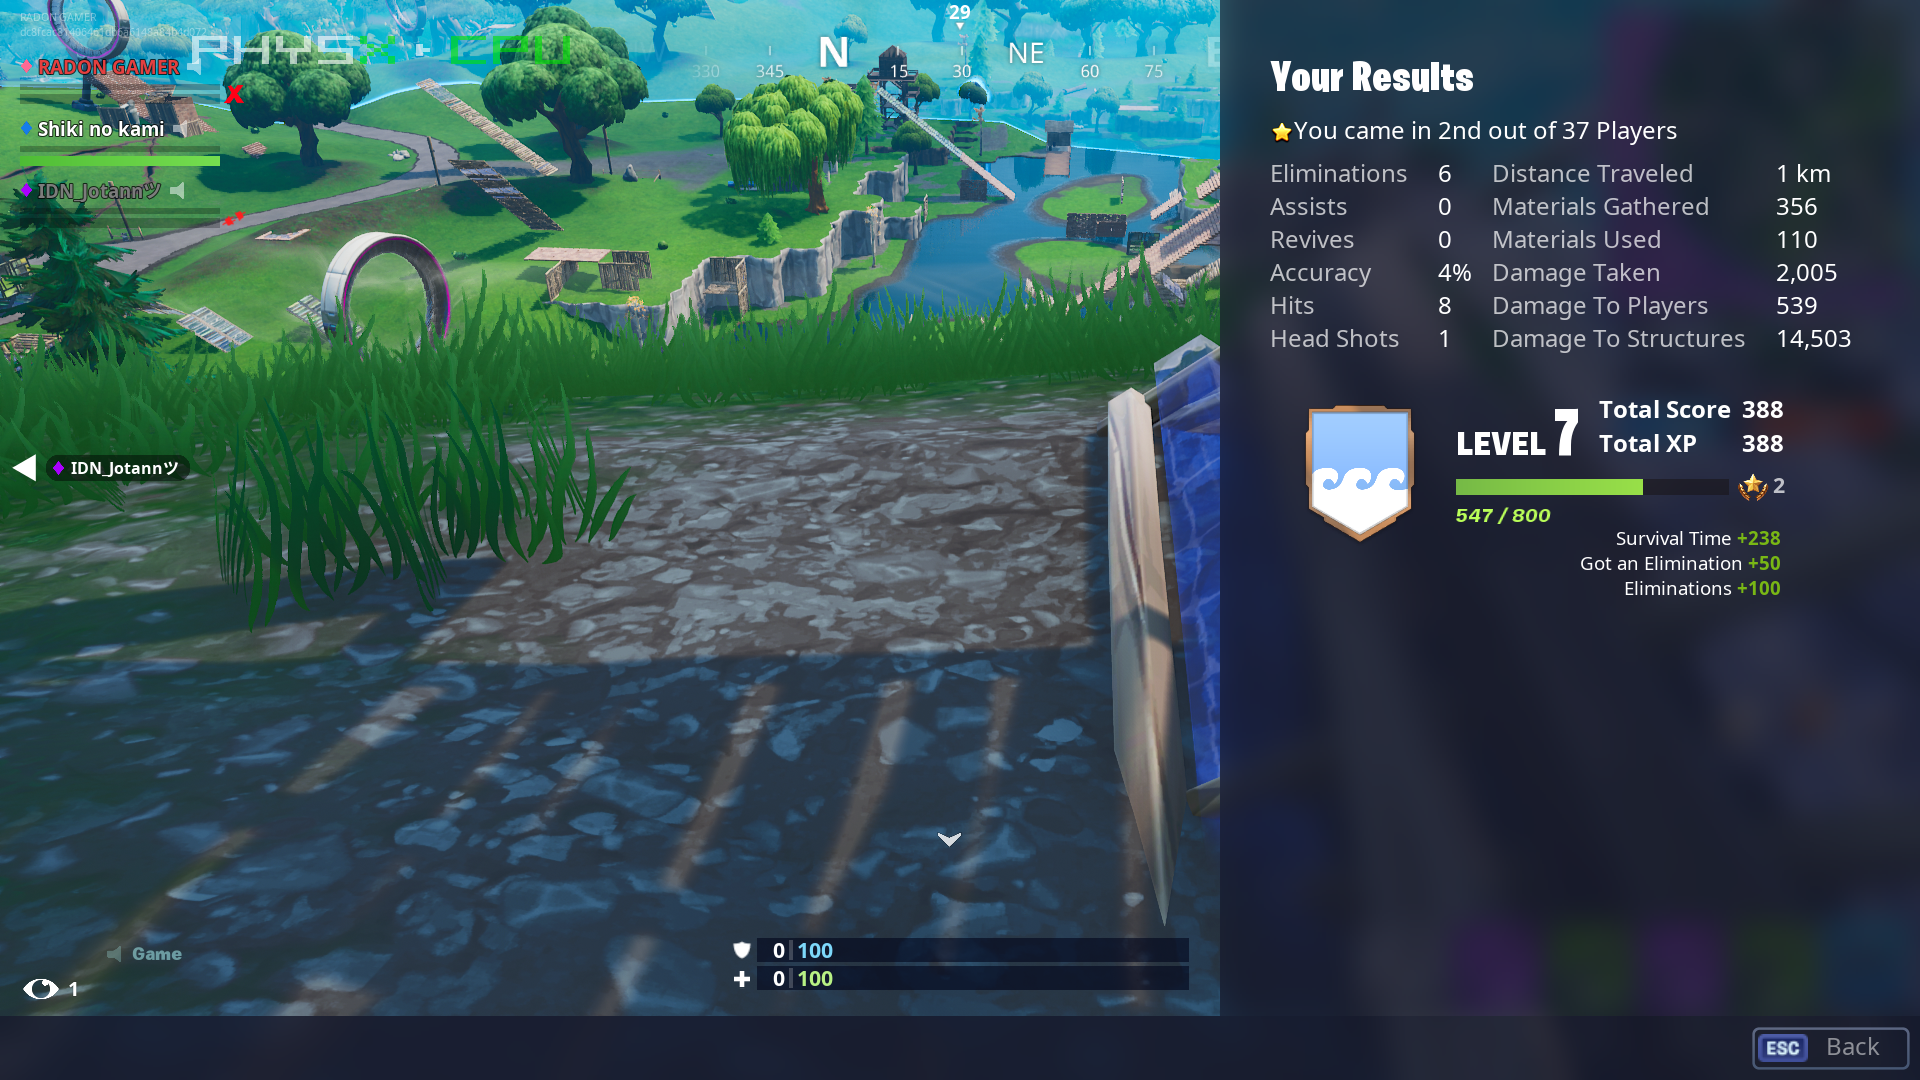 RADON GAMER
PHYSX + CPU
RADON GAMER
Shiki no kami
IDN_Jotannツ
29
330 345 N 15 30 NE 60 75 E
IDN_Jotannツ
Game
1
0 | 100
0 | 100
Your Results
You came in 2nd out of 37 Players
Eliminations 6 Distance Traveled 1 km
Assists 0 Materials Gathered 356
Revives 0 Materials Used 110
Accuracy 4% Damage Taken 2,005
Hits 8 Damage To Players 539
Head Shots 1 Damage To Structures 14,503
LEVEL 7
Total Score 388
Total XP 388
2
547 / 800
Survival Time +238
Got an Elimination +50
Eliminations +100
ESC Back